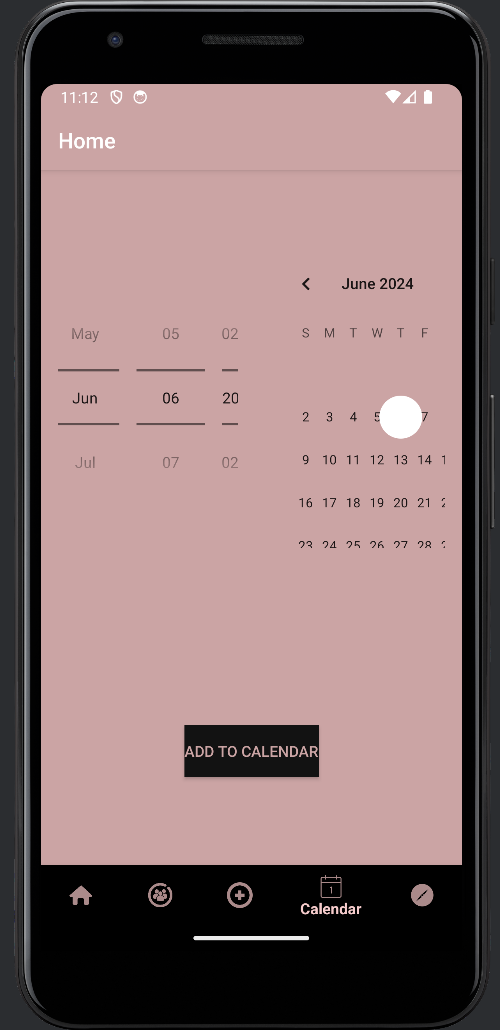 11:12
Home
June 2024
S M T W T F
May 05 02
Jun 06 20
Jul 07 02
2 3 4 5 7
9 10 11 12 13 14 1
16 17 18 19 20 21 2
23 24 25 26 27 28 2
ADD TO CALENDAR
1
Calendar